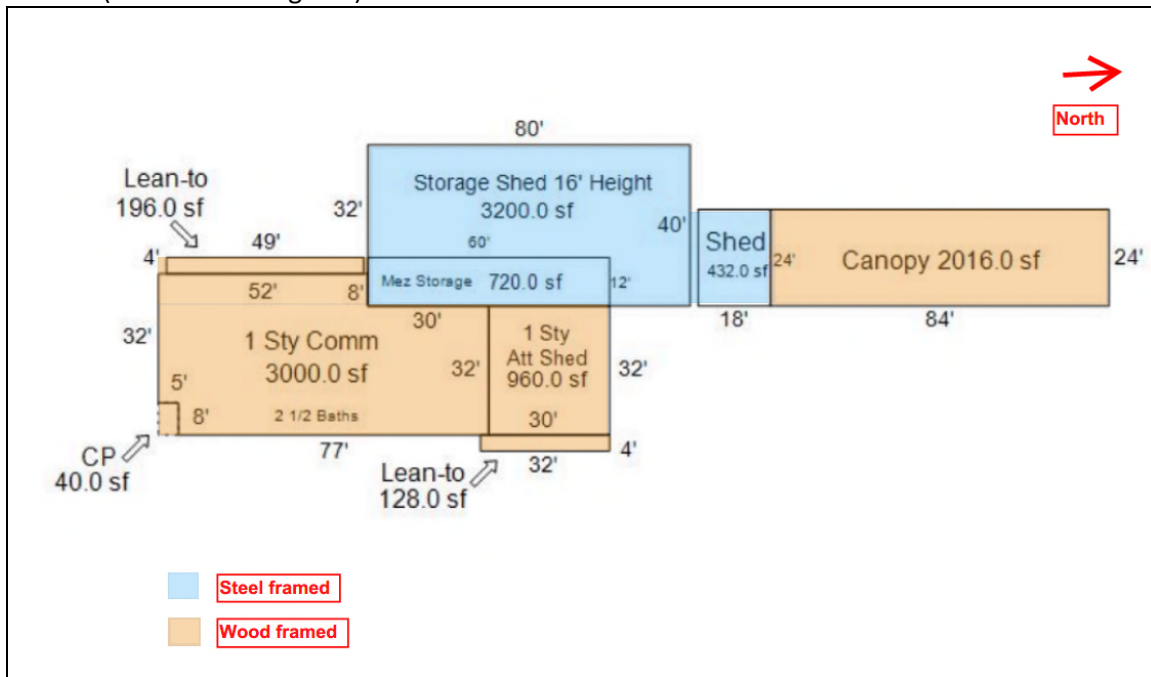 North
80'
Lean-to
196.0 sf
Storage Shed 16' Height
3200.0 sf
32'
40'
49'
60'
4'
Shed
432.0 sf
24'
Canopy 2016.0 sf
24'
Mez Storage 720.0 sf
12'
52'
8'
30'
18'
84'
32'
1 Sty Comm
3000.0 sf
32'
1 Sty
Att Shed
960.0 sf
32'
5'
8'
2 1/2 Baths
30'
CP
40.0 sf
77'
Lean-to
128.0 sf
32'
4'
Steel framed
Wood framed